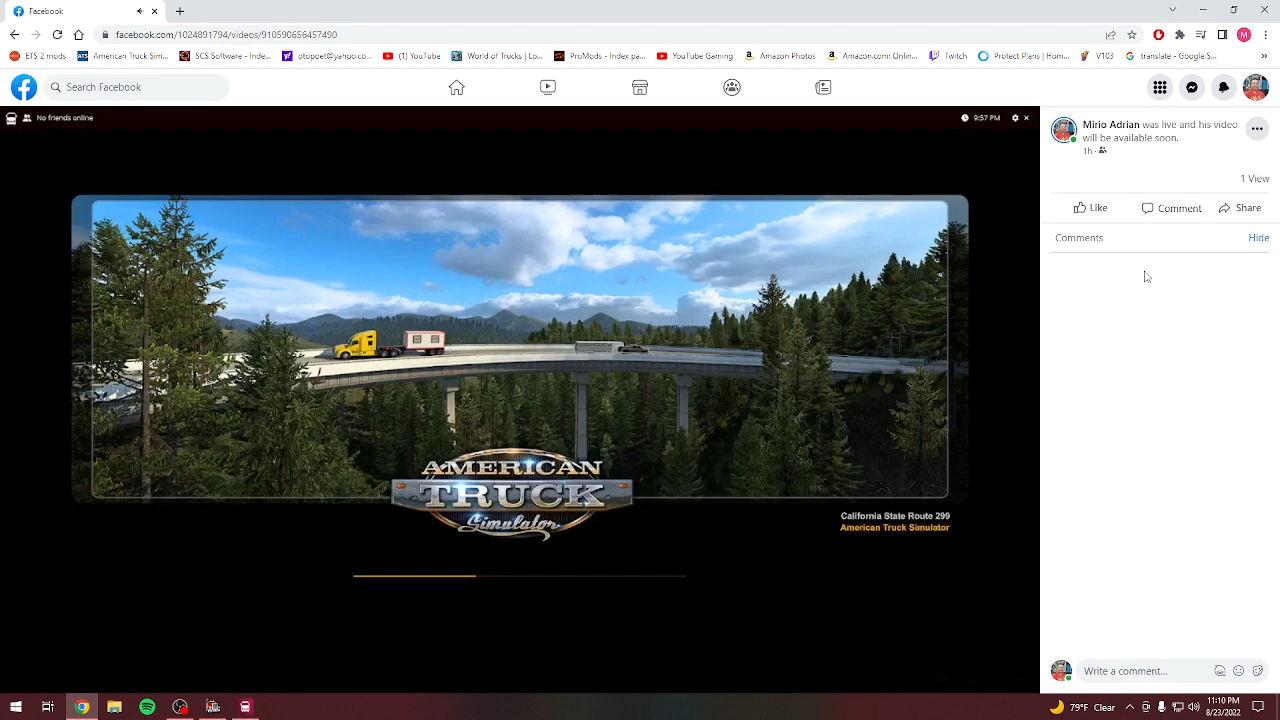 Facebook
facebook.com/1024891794/videos/910590656457490
ETS 2 mods
American Truck Sim...
SCS Software - Inde...
otopoet@yahoo.co...
(1) YouTube
World of Trucks | Lo...
ProMods - Index pa...
YouTube Gaming
Amazon.com: Azon...
Amazon.com: Onlin...
Twitch
Protect Plans | Hom...
V103
google translate - S...
Search Facebook
M
No friends online
9:57 PM
Mirio Adrian was live and his video
will be available soon.
1h ·
1 View
Like
Comment
Share
Comments
Hide
AMERICAN
TRUCK
Simulator
California State Route 299
American Truck Simulator
Write a comment...
11:10 PM
8/23/2022